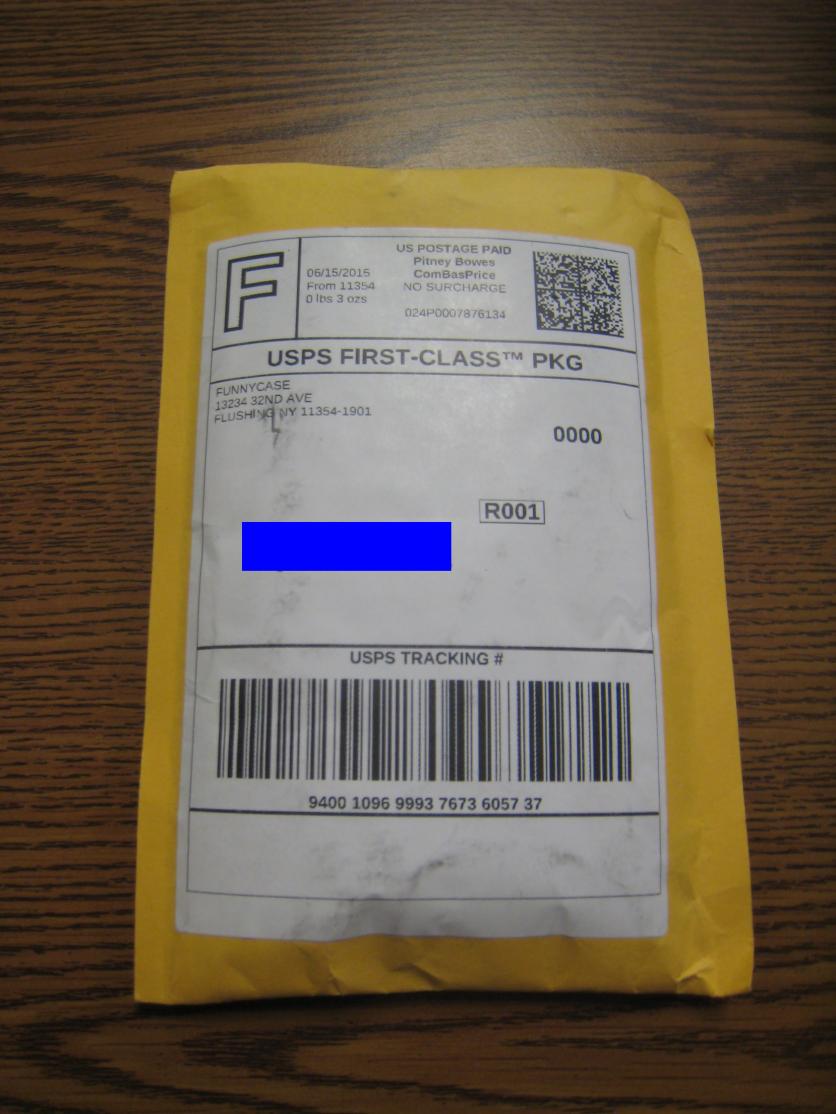 F
06/15/2015
From 11354
0 lbs 3 ozs
US POSTAGE PAID
Pitney Bowes
ComBasPrice
NO SURCHARGE
024P0007876134
USPS FIRST-CLASS™ PKG
FUNNYCASE
13234 32ND AVE
FLUSHING NY 11354-1901
0000
R001
USPS TRACKING #
9400 1096 9993 7673 6057 37